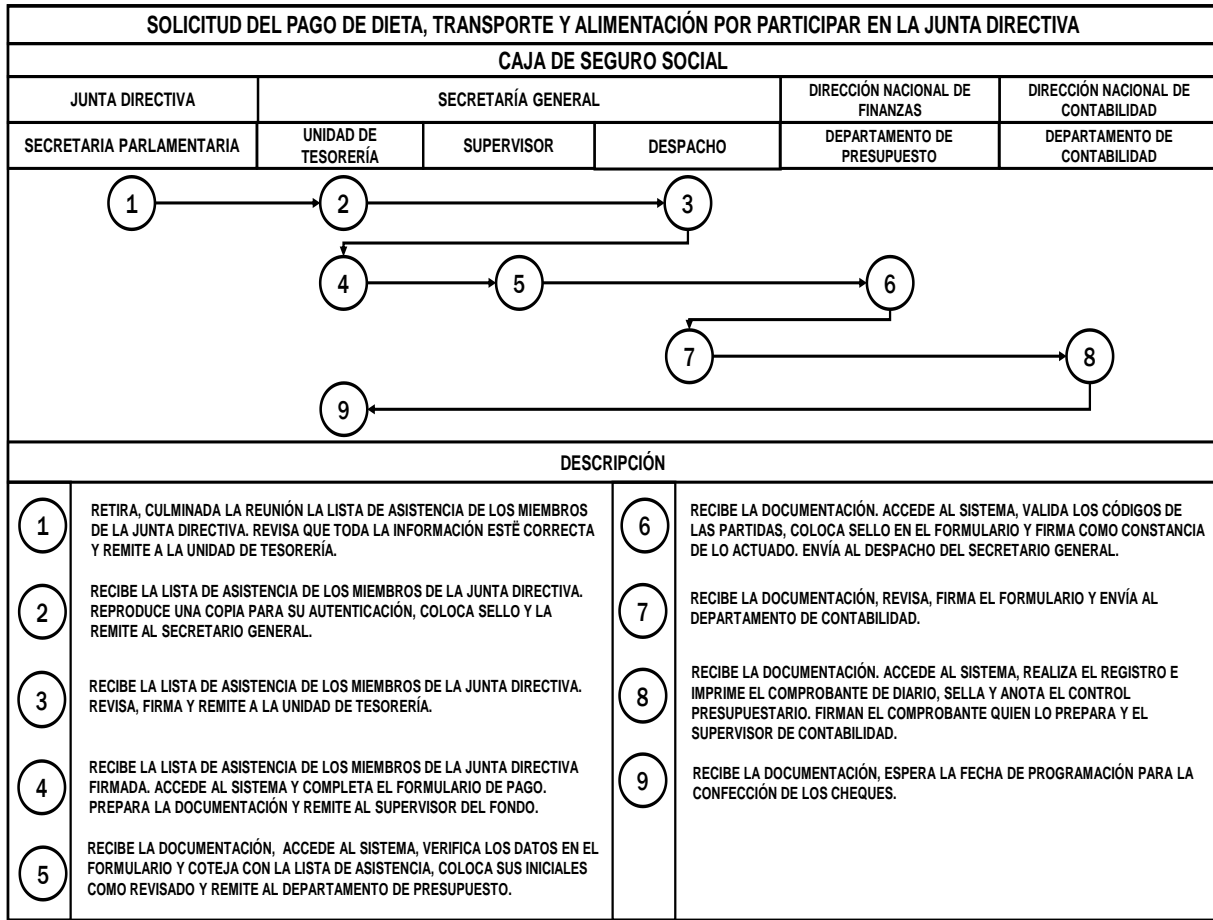 SOLICITUD DEL PAGO DE DIETA, TRANSPORTE Y ALIMENTACIÓN POR PARTICIPAR EN LA JUNTA DIRECTIVA
CAJA DE SEGURO SOCIAL
JUNTA DIRECTIVA
SECRETARÍA GENERAL
DIRECCIÓN NACIONAL DE
FINANZAS
DIRECCIÓN NACIONAL DE
CONTABILIDAD
SECRETARIA PARLAMENTARIA
UNIDAD DE
TESORERÍA
SUPERVISOR
DESPACHO
DEPARTAMENTO DE
PRESUPUESTO
DEPARTAMENTO DE
CONTABILIDAD
1
2
3
4
5
6
7
8
9
DESCRIPCIÓN
1
RETIRA, CULMINADA LA REUNIÓN LA LISTA DE ASISTENCIA DE LOS MIEMBROS
DE LA JUNTA DIRECTIVA. REVISA QUE TODA LA INFORMACIÓN ESTË CORRECTA
Y REMITE A LA UNIDAD DE TESORERÍA.
2
RECIBE LA LISTA DE ASISTENCIA DE LOS MIEMBROS DE LA JUNTA DIRECTIVA.
REPRODUCE UNA COPIA PARA SU AUTENTICACIÓN, COLOCA SELLO Y LA
REMITE AL SECRETARIO GENERAL.
3
RECIBE LA LISTA DE ASISTENCIA DE LOS MIEMBROS DE LA JUNTA DIRECTIVA.
REVISA, FIRMA Y REMITE A LA UNIDAD DE TESORERÍA.
4
RECIBE LA LISTA DE ASISTENCIA DE LOS MIEMBROS DE LA JUNTA DIRECTIVA
FIRMADA. ACCEDE AL SISTEMA Y COMPLETA EL FORMULARIO DE PAGO.
PREPARA LA DOCUMENTACIÓN Y REMITE AL SUPERVISOR DEL FONDO.
5
RECIBE LA DOCUMENTACIÓN, ACCEDE AL SISTEMA, VERIFICA LOS DATOS EN EL
FORMULARIO Y COTEJA CON LA LISTA DE ASISTENCIA, COLOCA SUS INICIALES
COMO REVISADO Y REMITE AL DEPARTAMENTO DE PRESUPUESTO.
6
RECIBE LA DOCUMENTACIÓN. ACCEDE AL SISTEMA, VALIDA LOS CÓDIGOS DE
LAS PARTIDAS, COLOCA SELLO EN EL FORMULARIO Y FIRMA COMO CONSTANCIA
DE LO ACTUADO. ENVÍA AL DESPACHO DEL SECRETARIO GENERAL.
7
RECIBE LA DOCUMENTACIÓN, REVISA, FIRMA EL FORMULARIO Y ENVÍA AL
DEPARTAMENTO DE CONTABILIDAD.
8
RECIBE LA DOCUMENTACIÓN. ACCEDE AL SISTEMA, REALIZA EL REGISTRO E
IMPRIME EL COMPROBANTE DE DIARIO, SELLA Y ANOTA EL CONTROL
PRESUPUESTARIO. FIRMAN EL COMPROBANTE QUIEN LO PREPARA Y EL
SUPERVISOR DE CONTABILIDAD.
9
RECIBE LA DOCUMENTACIÓN, ESPERA LA FECHA DE PROGRAMACIÓN PARA LA
CONFECCIÓN DE LOS CHEQUES.